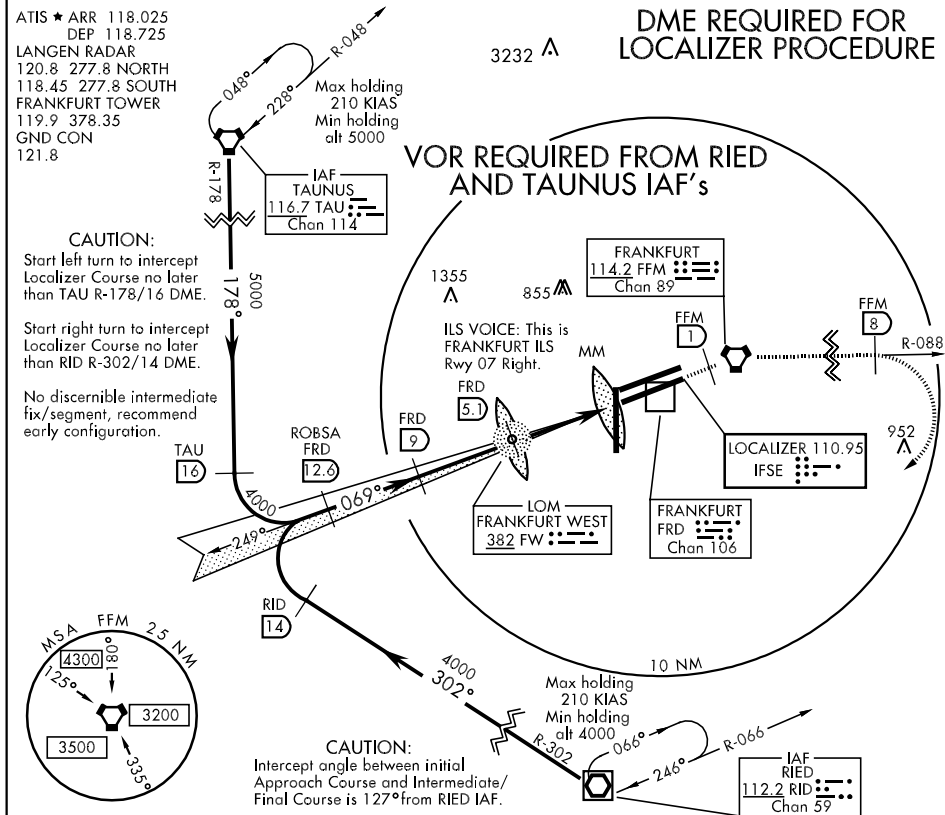 ATIS ★ ARR 118.025
DEP 118.725
LANGEN RADAR
120.8 277.8 NORTH
118.45 277.8 SOUTH
FRANKFURT TOWER
119.9 378.35
GND CON
121.8
DME REQUIRED FOR
LOCALIZER PROCEDURE
3232
R-048
048°
228°
Max holding
210 KIAS
Min holding
alt 5000
R-178
IAF
TAUNUS
116.7 TAU
Chan 114
VOR REQUIRED FROM RIED
AND TAUNUS IAF's
CAUTION:
Start left turn to intercept
Localizer Course no later
than TAU R-178/16 DME.
Start right turn to intercept
Localizer Course no later
than RID R-302/14 DME.
No discernible intermediate
fix/segment, recommend
early configuration.
5000
178°
1355
855
FRANKFURT
114.2 FFM
Chan 89
ILS VOICE: This is
FRANKFURT ILS
Rwy 07 Right.
MM
FFM
1
FFM
8
R-088
952
FRD
5.1
FRD
9
ROBSA
FRD
12.6
TAU
16
4000
069°
249°
LOCALIZER 110.95
IFSE
LOM
FRANKFURT WEST
382 FW
FRANKFURT
FRD
Chan 106
RID
14
10 NM
4000
302°
R-302
Max holding
210 KIAS
Min holding
alt 4000
066°
246°
R-066
IAF
RIED
112.2 RID
Chan 59
MSA FFM 25 NM
4300
180°
125°
3200
3500
335°
CAUTION:
Intercept angle between initial
Approach Course and Intermediate/
Final Course is 127° from RIED IAF.